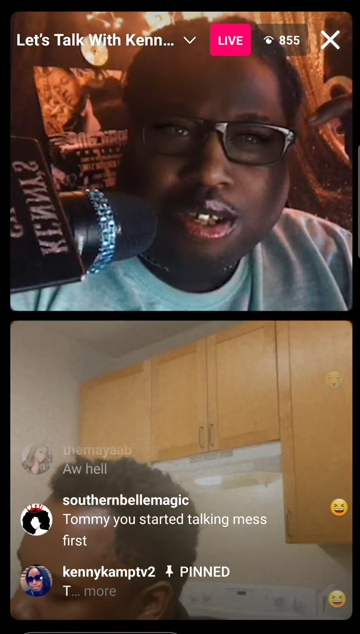 Let's Talk With Kenn...
LIVE
855
KENNY'S
themayaab
Aw hell
southernbellemagic
Tommy you started talking mess
first
kennykamptv2 PINNED
T... more